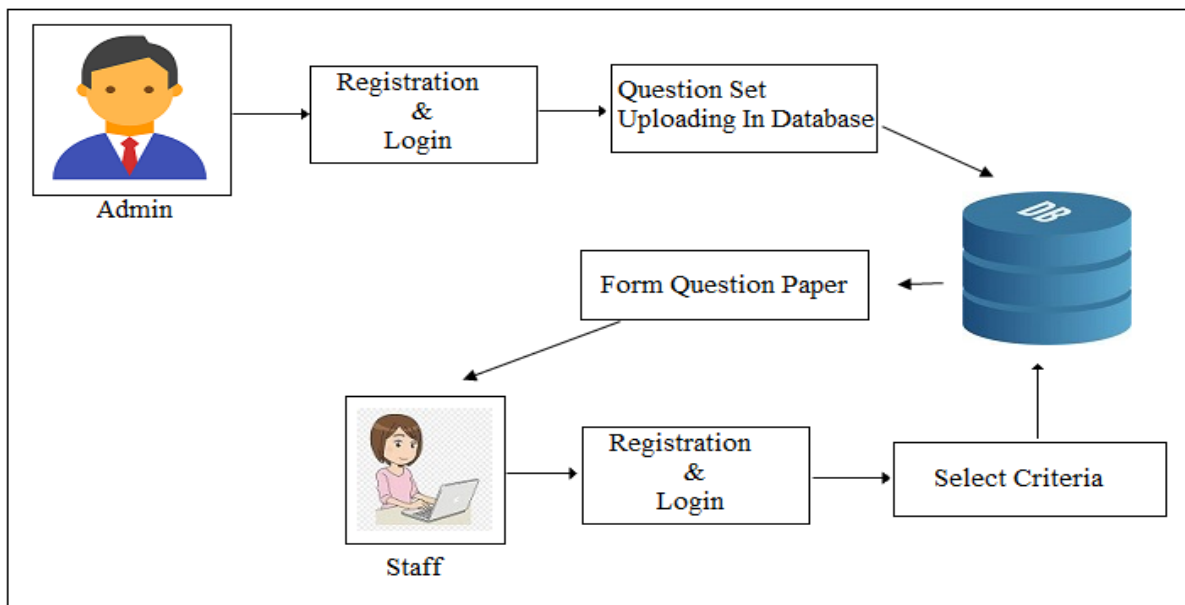 Registration
&
Login
Question Set
Uploading In Database
Admin
DB
Form Question Paper
Registration
&
Login
Select Criteria
Staff